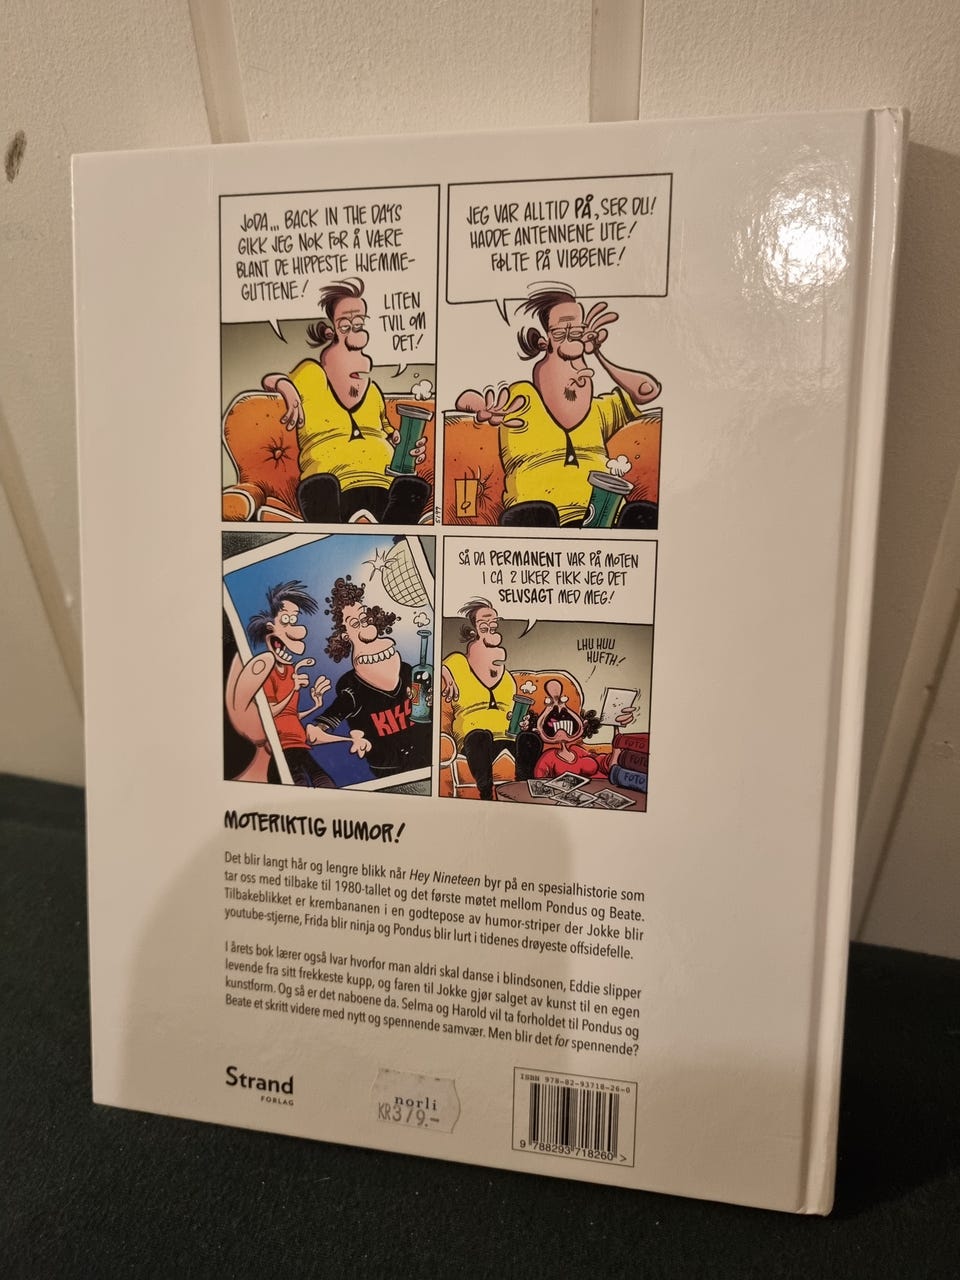 JODA... BACK IN THE DAYS
GIKK JEG NOK FOR Å VÆRE
BLANT DE HIPPESTE HJEMME-
GUTTENE!
LITEN
TVIL OM
DET!
JEG VAR ALLTID PÅ, SER DU!
HADDE ANTENNENE UTE!
FØLTE PÅ VIBBENE!
KISS
SÅ DA PERMANENT VAR PÅ MOTEN
I CA 2 UKER FIKK JEG DET
SELVSAGT MED MEG!
LHU HUU
HUFTH!
FOTO
FOTO
FOTO
MOTERIKTIG HUMOR!
Det blir langt hår og lengre blikk når Hey Nineteen byr på en spesialhistorie som
tar oss med tilbake til 1980-tallet og det første møtet mellom Pondus og Beate.
Tilbakeblikket er krembananen i en godtepose av humor-striper der Jokke blir
youtube-stjerne, Frida blir ninja og Pondus blir lurt i tidenes drøyeste offsidefelle.
I årets bok lærer også Ivar hvorfor man aldri skal danse i blindsonen, Eddie slipper
levende fra sitt frekkeste kupp, og faren til Jokke gjør salget av kunst til en egen
kunstform. Og så er det naboene da. Selma og Harold vil ta forholdet til Pondus og
Beate et skritt videre med nytt og spennende samvær. Men blir det for spennende?
Strand
FORLAG
norli
KR379.-
ISBN 978-82-93718-26-0
9 788293 718260 >